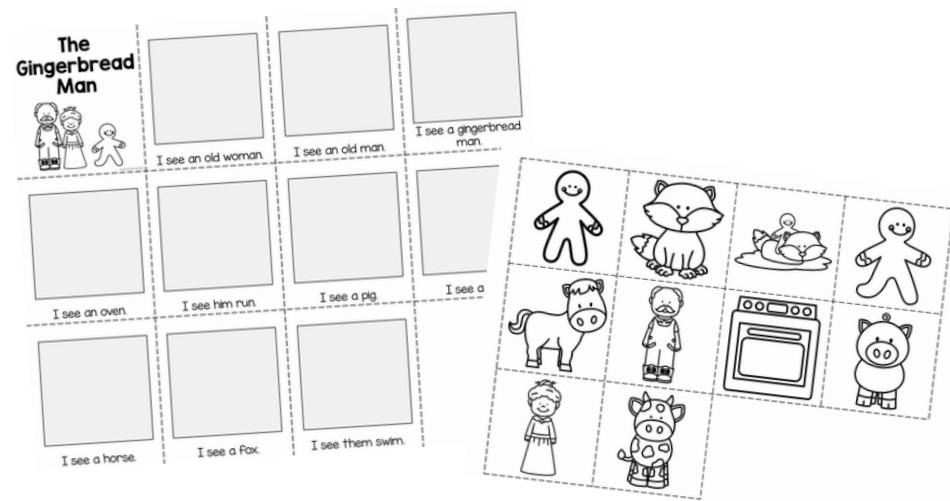 The
Gingerbread
Man
I see an old woman.
I see an old man.
I see a gingerbread
man.
I see an oven.
I see him run.
I see a pig.
I see a
I see a horse.
I see a fox.
I see them swim.